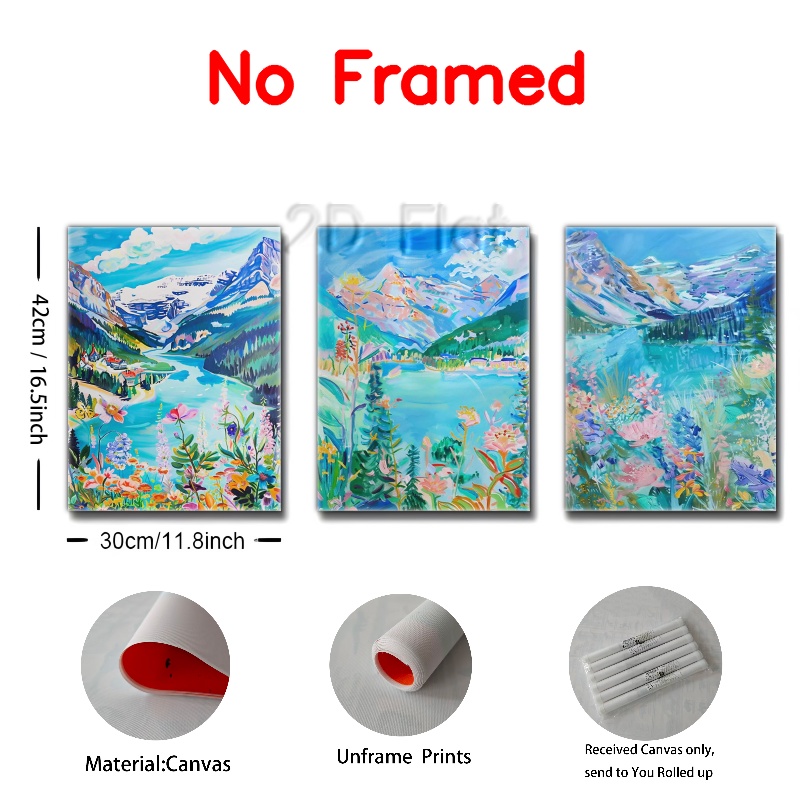 No Framed
2D Flat
42cm / 16.5inch
30cm/11.8inch
Material:Canvas
Unframe Prints
Received Canvas only,
send to You Rolled up